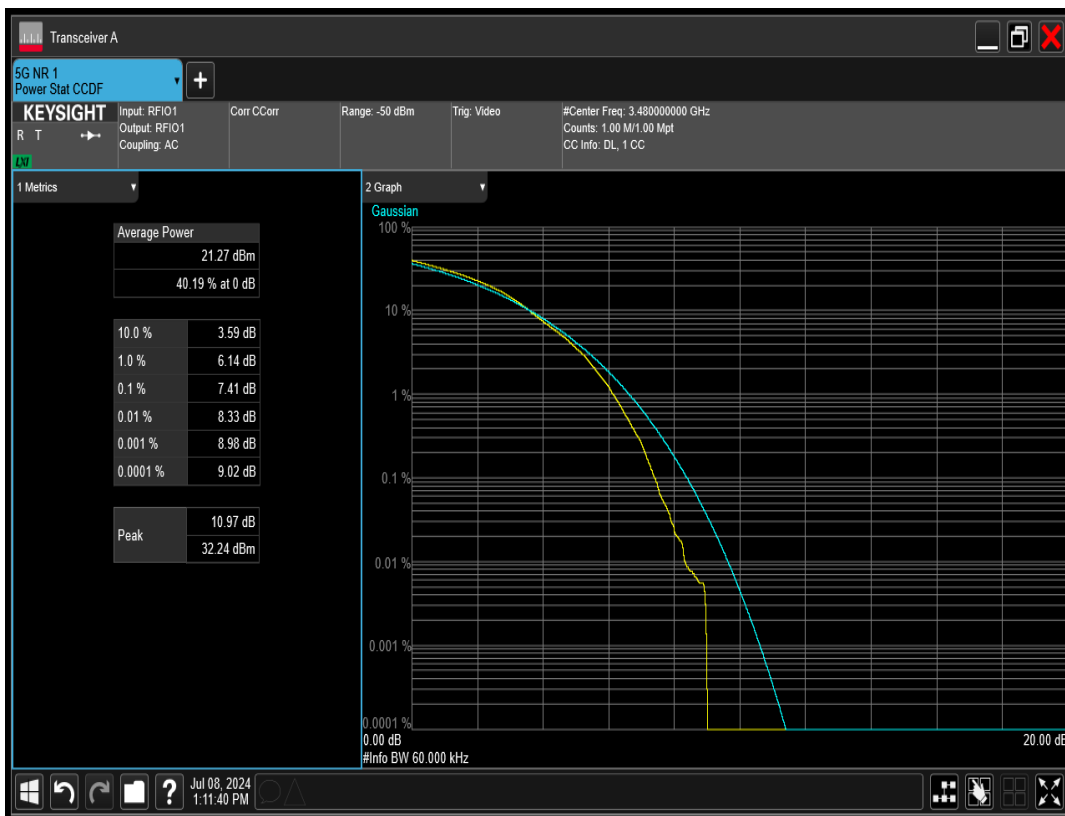 Transceiver A
5G NR 1
Power Stat CCDF
+
KEYSIGHT
R T
LXI
Input: RFIO1
Output: RFIO1
Coupling: AC
Corr CCorr
Range: -50 dBm
Trig: Video
#Center Freq: 3.480000000 GHz
Counts: 1.00 M/1.00 Mpt
CC Info: DL, 1 CC
1 Metrics
Average Power
21.27 dBm
40.19 % at 0 dB
10.0 % 3.59 dB
1.0 % 6.14 dB
0.1 % 7.41 dB
0.01 % 8.33 dB
0.001 % 8.98 dB
0.0001 % 9.02 dB
Peak
10.97 dB
32.24 dBm
2 Graph
Gaussian
100 %
10 %
1 %
0.1 %
0.01 %
0.001 %
0.0001 %
0.00 dB 20.00 dB
#Info BW 60.000 kHz
?
Jul 08, 2024
1:11:40 PM